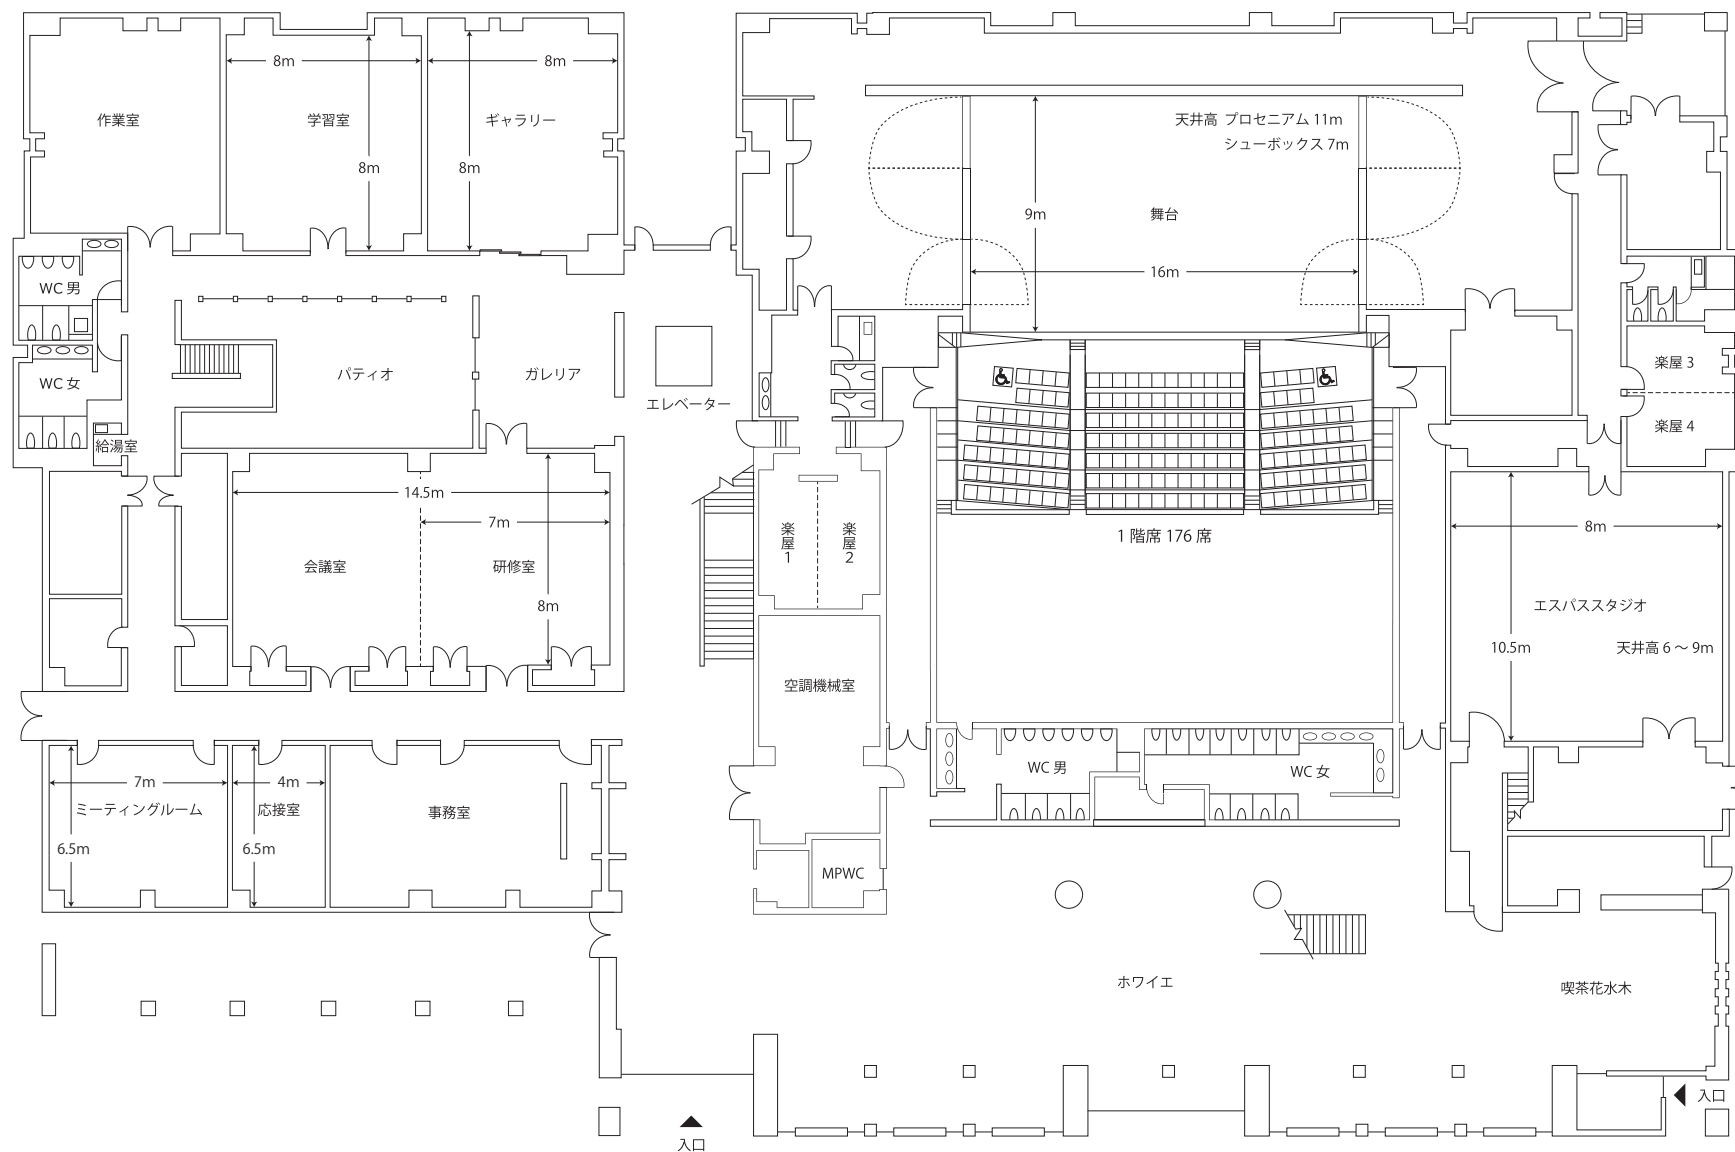 作業室
8m
学習室
8m
8m
ギャラリー
8m
天井高 プロセニアム 11m
シューボックス 7m
9m
舞台
16m
WC 男
WC 女
給湯室
パティオ
ガレリア
エレベーター
楽屋 3
楽屋 4
14.5m
7m
会議室
研修室
8m
楽屋1
楽屋2
1 階席 176 席
8m
エスパススタジオ
10.5m
天井高 6 ~ 9m
空調機械室
WC 男
WC 女
7m
ミーティングルーム
6.5m
4m
応接室
6.5m
事務室
MPWC
ホワイエ
喫茶花水木
入口
入口